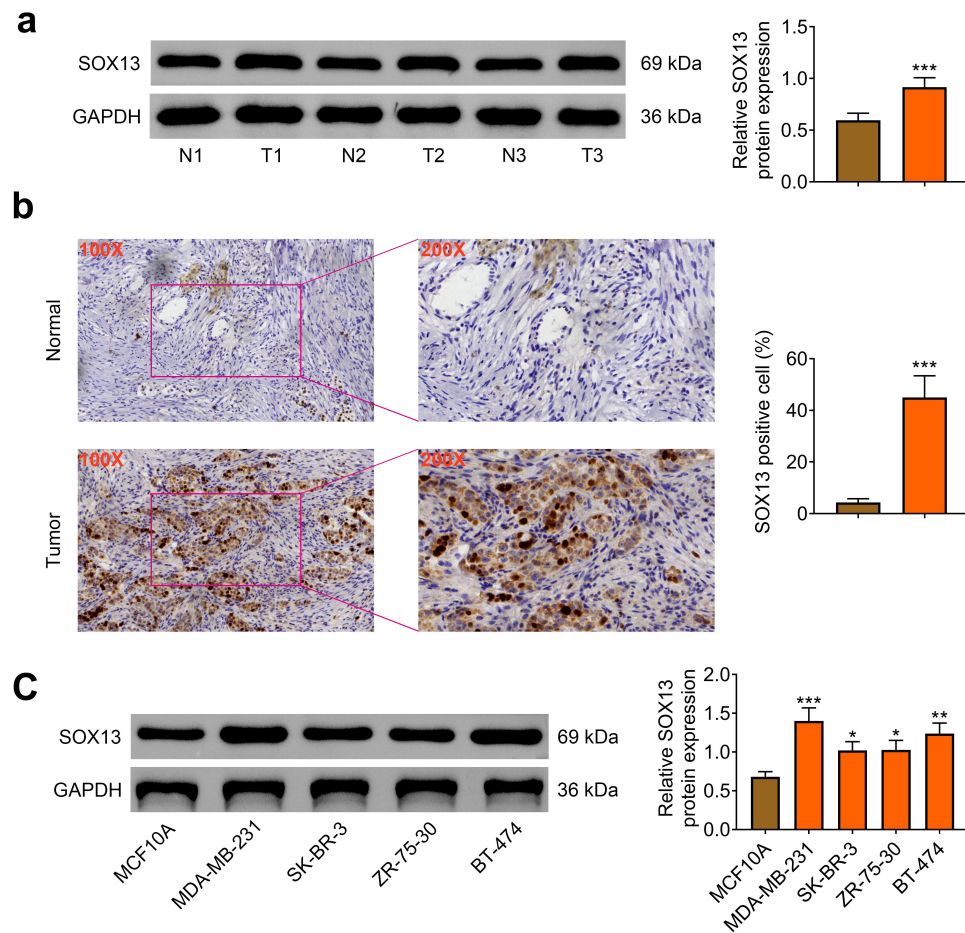 a
SOX13
69 kDa
GAPDH
36 kDa
N1 T1 N2 T2 N3 T3
Relative SOX13
protein expression
1.5
1.0
0.5
0.0
***
b
Normal
100X
200X
Tumor
100X
200X
SOX13 positive cell (%)
60
40
20
0
***
C
SOX13
69 kDa
GAPDH
36 kDa
MCF10A
MDA-MB-231
SK-BR-3
ZR-75-30
BT-474
Relative SOX13
protein expression
2.0
1.5
1.0
0.5
0.0
***
*
*
**
MCF10A
MDA-MB-231
SK-BR-3
ZR-75-30
BT-474